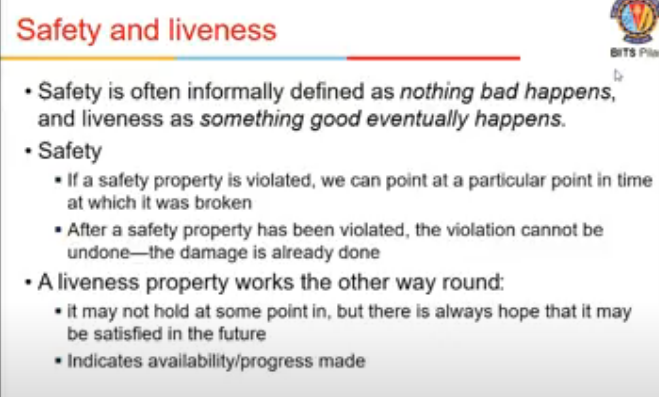 Safety and liveness
BITS Pila
• Safety is often informally defined as nothing bad happens,
and liveness as something good eventually happens.
• Safety
▪ If a safety property is violated, we can point at a particular point in time
at which it was broken
▪ After a safety property has been violated, the violation cannot be
undone—the damage is already done
• A liveness property works the other way round:
▪ it may not hold at some point in, but there is always hope that it may
be satisfied in the future
▪ Indicates availability/progress made